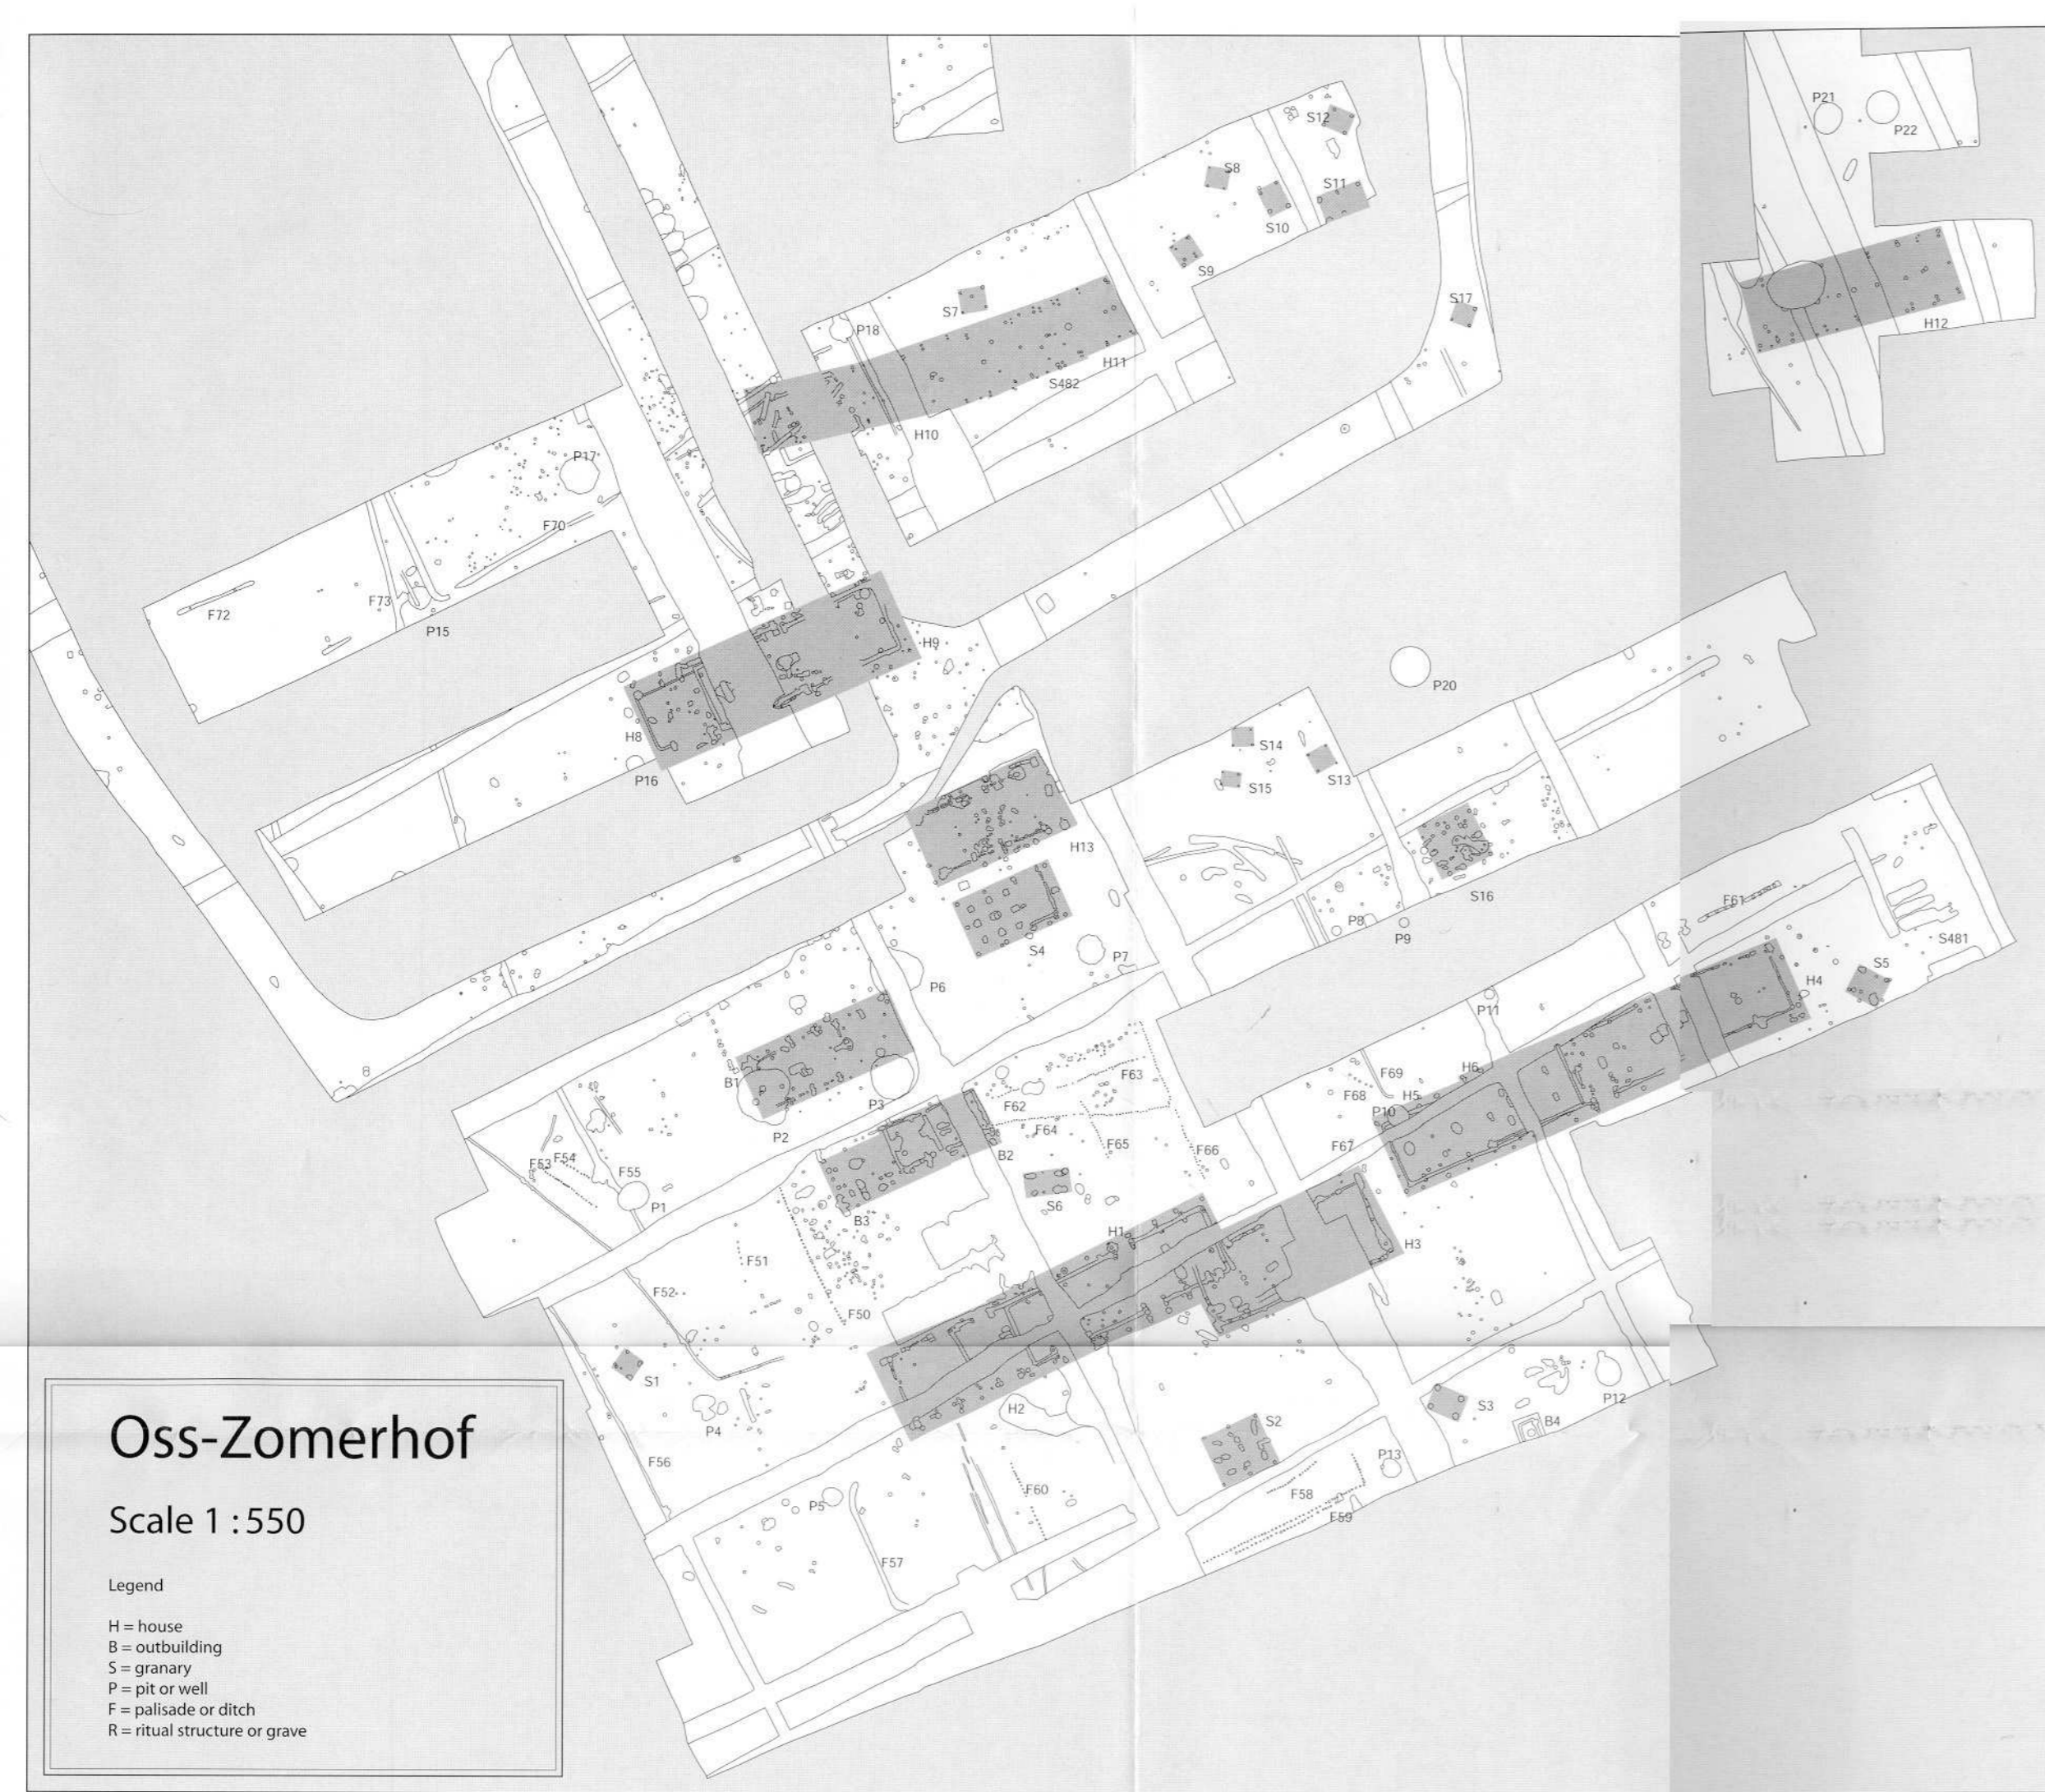 P21
P22
S12
S8
S11
S10
S9
S17
S7
P18
H12
H11
S482
H10
P17
F70
F73
F72
P15
H9
P20
H8
P16
S14
S13
S15
H13
S16
P8
P9
F61
S481
S4
P7
P6
S5
H4
P11
B1
F63
F69
H6
F68
H5
P3
F62
P10
P2
F64
F65
F66
F67
B2
F53
F54
F55
P1
S6
B3
H1
H3
F51
F52
F50
S1
P4
H2
S2
S3
B4
P12
P13
F56
P5
F60
F58
F59
F57
Oss-Zomerhof
Scale 1 : 550
Legend
H = house
B = outbuilding
S = granary
P = pit or well
F = palisade or ditch
R = ritual structure or grave